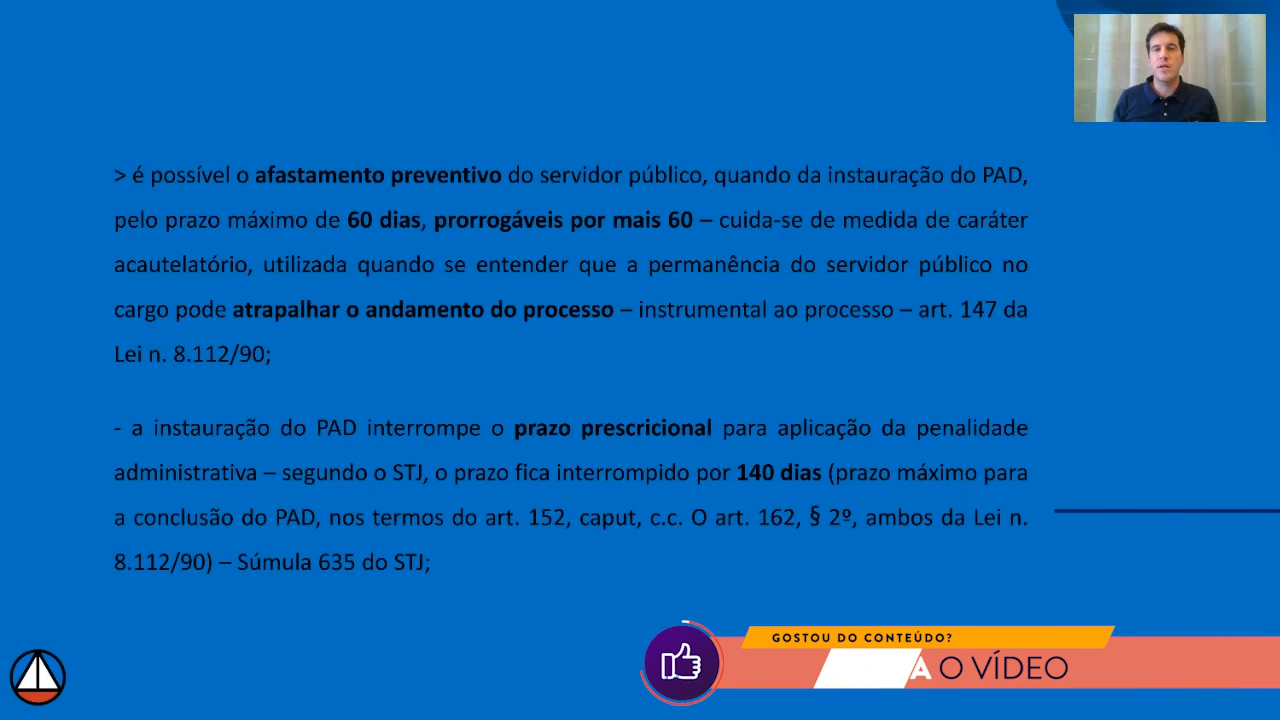 > é possível o afastamento preventivo do servidor público, quando da instauração do PAD,
pelo prazo máximo de 60 dias, prorrogáveis por mais 60 – cuida-se de medida de caráter
acautelatório, utilizada quando se entender que a permanência do servidor público no
cargo pode atrapalhar o andamento do processo – instrumental ao processo – art. 147 da
Lei n. 8.112/90;
- a instauração do PAD interrompe o prazo prescricional para aplicação da penalidade
administrativa – segundo o STJ, o prazo fica interrompido por 140 dias (prazo máximo para
a conclusão do PAD, nos termos do art. 152, caput, c.c. O art. 162, § 2º, ambos da Lei n.
8.112/90) – Súmula 635 do STJ;
GOSTOU DO CONTEÚDO?
O VÍDEO